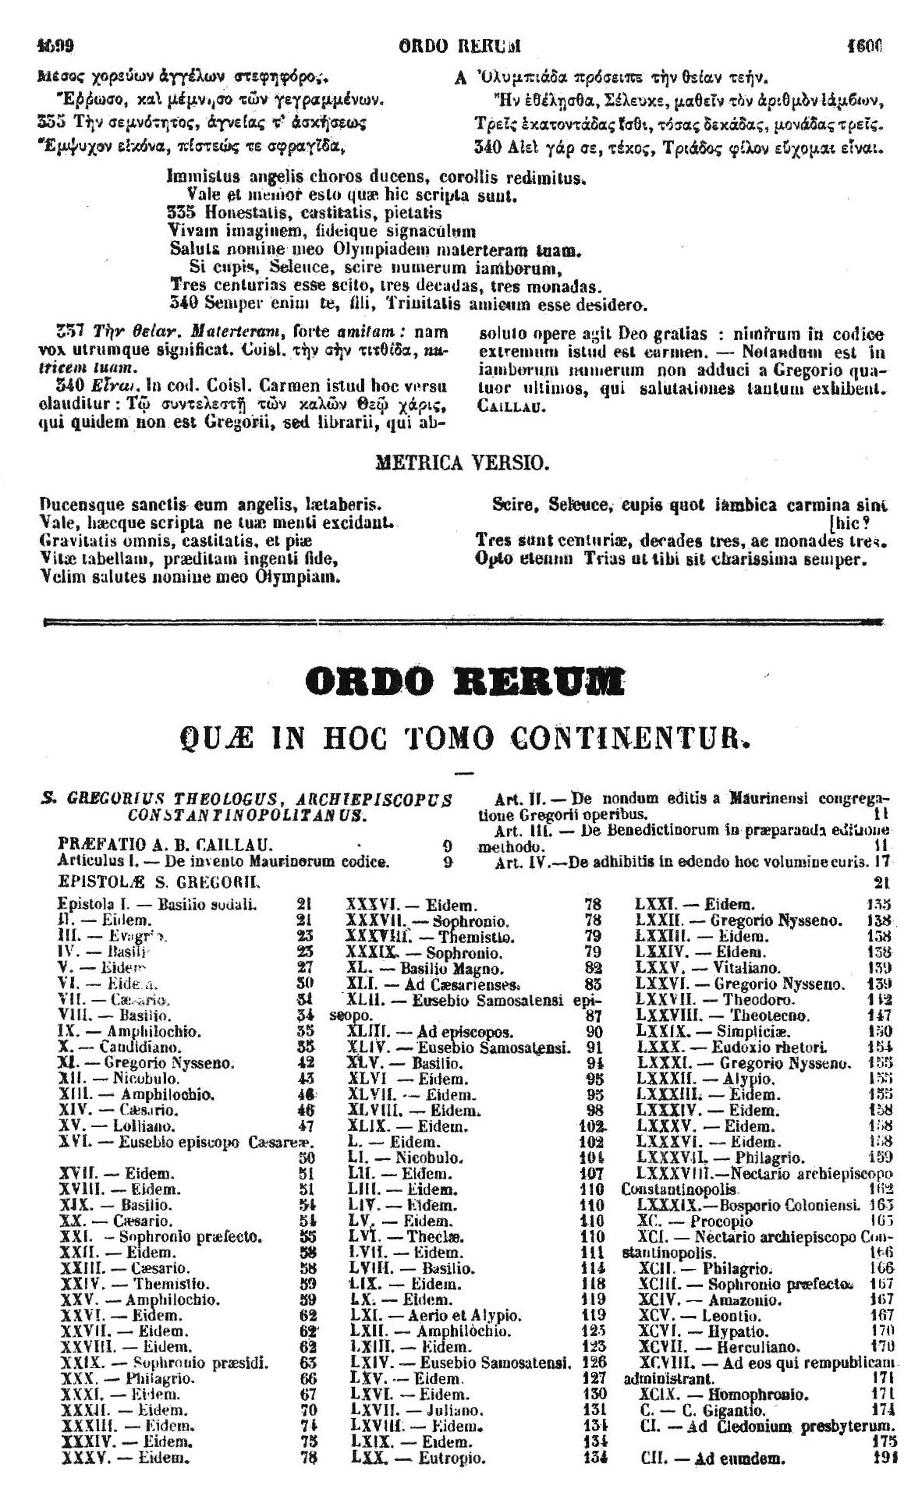 1599 ORDO RERUM 1600
Μέσος χορεύων ἀγγέλων στεφηφόρος.
Ἔῤῥωσο, καὶ μέμνησο τῶν γεγραμμένων.
335 Τὴν σεμνότητος, ἁγνείας τ' ἀσκήσεως
Ἔμψυχον εἰκόνα, πίστεώς τε σφραγῖδα,
A Ὀλυμπιάδα πρόσειπε τὴν θείαν τεήν.
Ἢν ἐθέλησθα, Σέλευκε, μαθεῖν τὸν ἀριθμὸν ἰάμβων,
Τρεῖς ἑκατοντάδας ἴσθι, τόσας δεκάδας, μονάδας τρεῖς.
340 Αἰεὶ γάρ σε, τέκος, Τριάδος φίλον εὔχομαι εἶναι.
Immistus angelis choros ducens, corollis redimitus.
Vale et memor esto quæ hic scripta sunt.
335 Honestatis, castitatis, pietatis
Vivam imaginem, fideique signaculum
Saluta nomine meo Olympiadem materteram tuam.
Si cupis, Seleuce, scire numerum iamborum,
Tres centurias esse scito, tres decadas, tres monadas.
340 Semper enim te, fili, Trinitatis amicum esse desidero.
337 Τὴν θείαν. Materteram, forte amitam : nam
vox utrumque significat. Coisl. τὴν σὴν τιτθίδα, nu-
tricem tuam.
340 Εἶναι. In cod. Coisl. Carmen istud hoc versu
clauditur : Τῷ συντελεστῇ τῶν καλῶν Θεῷ χάρις,
qui quidem non est Gregorii, sed librarii, qui ab-
soluto opere agit Deo gratias : nimirum in codice
extremum istud est carmen. — Notandum est in
iamborum numerum non adduci a Gregorio qua-
tuor ultimos, qui salutationes tantum exhibent.
CAILLAU.
METRICA VERSIO.
Ducensque sanctis eum angelis, lætaberis.
Vale, hæcque scripta ne tuæ menti excidant.
Gravitatis omnis, castitatis, et piæ
Vitæ tabellam, præditam ingenti fide,
Velim salutes nomine meo Olympiam.
Scire, Seleuce, cupis quot iambica carmina sint
[hic?
Tres sunt centuriæ, decades tres, ac monades tres.
Opto etenim Trias ut tibi sit charissima semper.
ORDO RERUM
QUÆ IN HOC TOMO CONTINENTUR.
S. GREGORIUS THEOLOGUS, ARCHIEPISCOPUS
CONSTANTINOPOLITANUS.
PRÆFATIO A. B. CAILLAU. 9
Articulus I. — De invento Maurinorum codice. 9
Art. II. — De nondum editis a Maurinensi congrega-
tione Gregorii operibus. 11
Art. III. — De Benedictinorum in præparanda editione
methodo. 11
Art. IV.—De adhibitis in edendo hoc volumine curis. 17
EPISTOLÆ S. GREGORII. 21
Epistola I. — Basilio sodali. 21
II. — Eidem. 21
III. — Evagrio. 23
IV. — Basilio 23
V. — Eidem 27
VI. — Eidem. 30
VII. — Cæsario. 31
VIII. — Basilio. 34
IX. — Amphilochio. 35
X. — Candidiano. 35
XI. — Gregorio Nysseno. 42
XII. — Nicobulo. 43
XIII. — Amphilochio. 46
XIV. — Cæsario. 46
XV. — Lolliano. 47
XVI. — Eusebio episcopo Cæsareæ.
50
XVII. — Eidem. 51
XVIII. — Eidem. 51
XIX. — Basilio. 54
XX. — Cæsario. 54
XXI. - Sophronio præfecto. 55
XXII. — Eidem. 58
XXIII. — Cæsario. 58
XXIV. — Themistio. 59
XXV. — Amphilochio. 59
XXVI. — Eidem. 62
XXVII. — Eidem. 62
XXVIII. — Eidem. 62
XXIX. — Sophronio præsidi. 63
XXX. — Philagrio. 66
XXXI. — Eidem. 67
XXXII. — Eidem. 70
XXXIII. — Eidem. 74
XXXIV. — Eidem. 75
XXXV. — Eidem. 78
XXXVI. — Eidem. 78
XXXVII. — Sophronio. 78
XXXVIII. — Themistio. 79
XXXIX. — Sophronio. 79
XL. — Basilio Magno. 82
XLI. — Ad Cæsarienses. 83
XLII. — Eusebio Samosatensi epi-
scopo. 87
XLIII. — Ad episcopos. 90
XLIV. — Eusebio Samosatensi. 91
XLV. — Basilio. 94
XLVI — Eidem. 95
XLVII. — Eidem. 95
XLVIII. — Eidem. 98
XLIX. — Eidem. 102
L. — Eidem. 102
LI. — Nicobulo. 104
LII. — Eidem. 107
LIII. — Eidem. 110
LIV. — Eidem. 110
LV. — Eidem. 110
LVI. — Theclæ. 110
LVII. — Eidem. 111
LVIII. — Basilio. 114
LIX. — Eidem. 118
LX. — Eidem. 119
LXI. — Aerio et Alypio. 119
LXII. — Amphilochio. 123
LXIII. — Eidem. 123
LXIV. — Eusebio Samosatensi. 126
LXV. — Eidem. 127
LXVI. — Eidem. 130
LXVII. — Juliano. 131
LXVIII. — Eidem. 134
LXIX. — Eidem. 134
LXX. — Eutropio. 134
LXXI. — Eidem. 135
LXXII. — Gregorio Nysseno. 138
LXXIII. — Eidem. 138
LXXIV. — Eidem. 138
LXXV. — Vitaliano. 139
LXXVI. — Gregorio Nysseno. 139
LXXVII. — Theodoro. 142
LXXVIII. — Theotecno. 147
LXXIX. — Simpliciæ. 150
LXXX. — Eudoxio rhetori. 154
LXXXI. — Gregorio Nysseno. 155
LXXXII. — Alypio. 155
LXXXIII. — Eidem. 155
LXXXIV. — Eidem. 158
LXXXV. — Eidem. 158
LXXXVI. — Eidem. 158
LXXXVII. — Philagrio. 159
LXXXVIII.—Nectario archiepiscopo
Constantinopolis. 162
LXXXIX.—Bosporio Coloniensi. 163
XC. — Procopio 163
XCI. — Nectario archiepiscopo Con-
stantinopolis. 166
XCII. — Philagrio. 166
XCIII. — Sophronio præfecto. 167
XCIV. — Amazonio. 167
XCV. — Leontio. 167
XCVI. — Hypatio. 170
XCVII. — Herculiano. 170
XCVIII. — Ad eos qui rempublicam
administrant. 171
XCIX. — Homophronio. 171
C. — C. Gigantio. 174
CI. — Ad Cledonium presbyterum.
175
CII. — Ad eumdem. 191